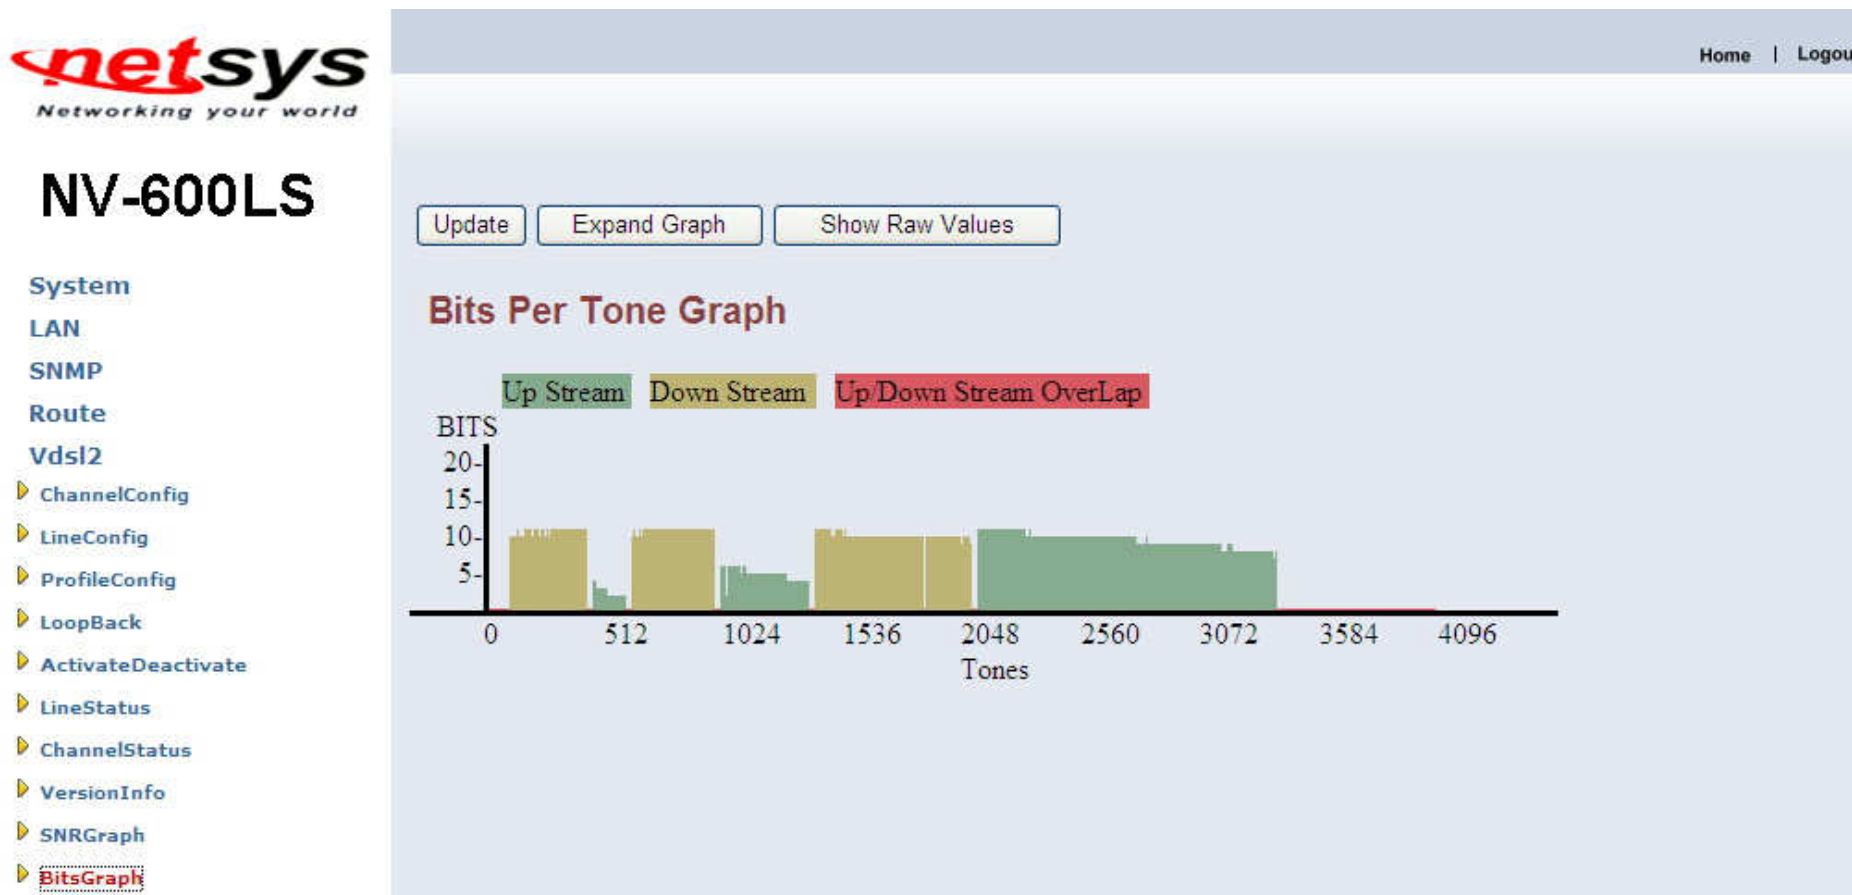 netsys
Networking your world
Home | Logou
NV-600LS
Update Expand Graph Show Raw Values
System
LAN
SNMP
Route
Vdsl2
ChannelConfig
LineConfig
ProfileConfig
LoopBack
ActivateDeactivate
LineStatus
ChannelStatus
VersionInfo
SNRGraph
BitsGraph
Bits Per Tone Graph
Up Stream Down Stream Up/Down Stream OverLap
BITS
20-
15-
10-
5-
0 512 1024 1536 2048 2560 3072 3584 4096
Tones